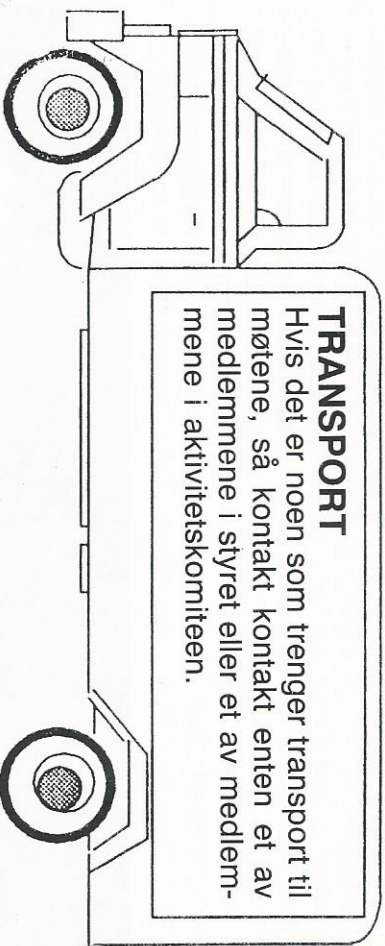 TRANSPORT
Hvis det er noen som trenger transport til
møtene, så kontakt kontakt enten et av
medlemmene i styret eller et av medlem-
mene i aktivitetskomiteen.